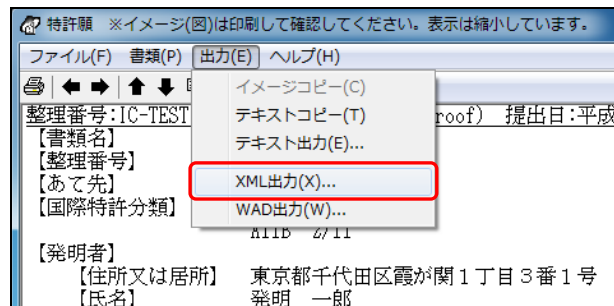 特許願 ※イメージ(図)は印刷して確認してください。表示は縮小しています。
ファイル(F) 書類(P) 出力(E) ヘルプ(H)
イメージコピー(C)
テキストコピー(T)
テキスト出力(E)...
XML出力(X)...
WAD出力(W)...
整理番号:IC-TEST roof) 提出日:平成
【書類名】
【整理番号】
【あて先】
【国際特許分類】
【発明者】
【住所又は居所】 東京都千代田区霞が関1丁目3番1号
【氏名】 発明 一郎